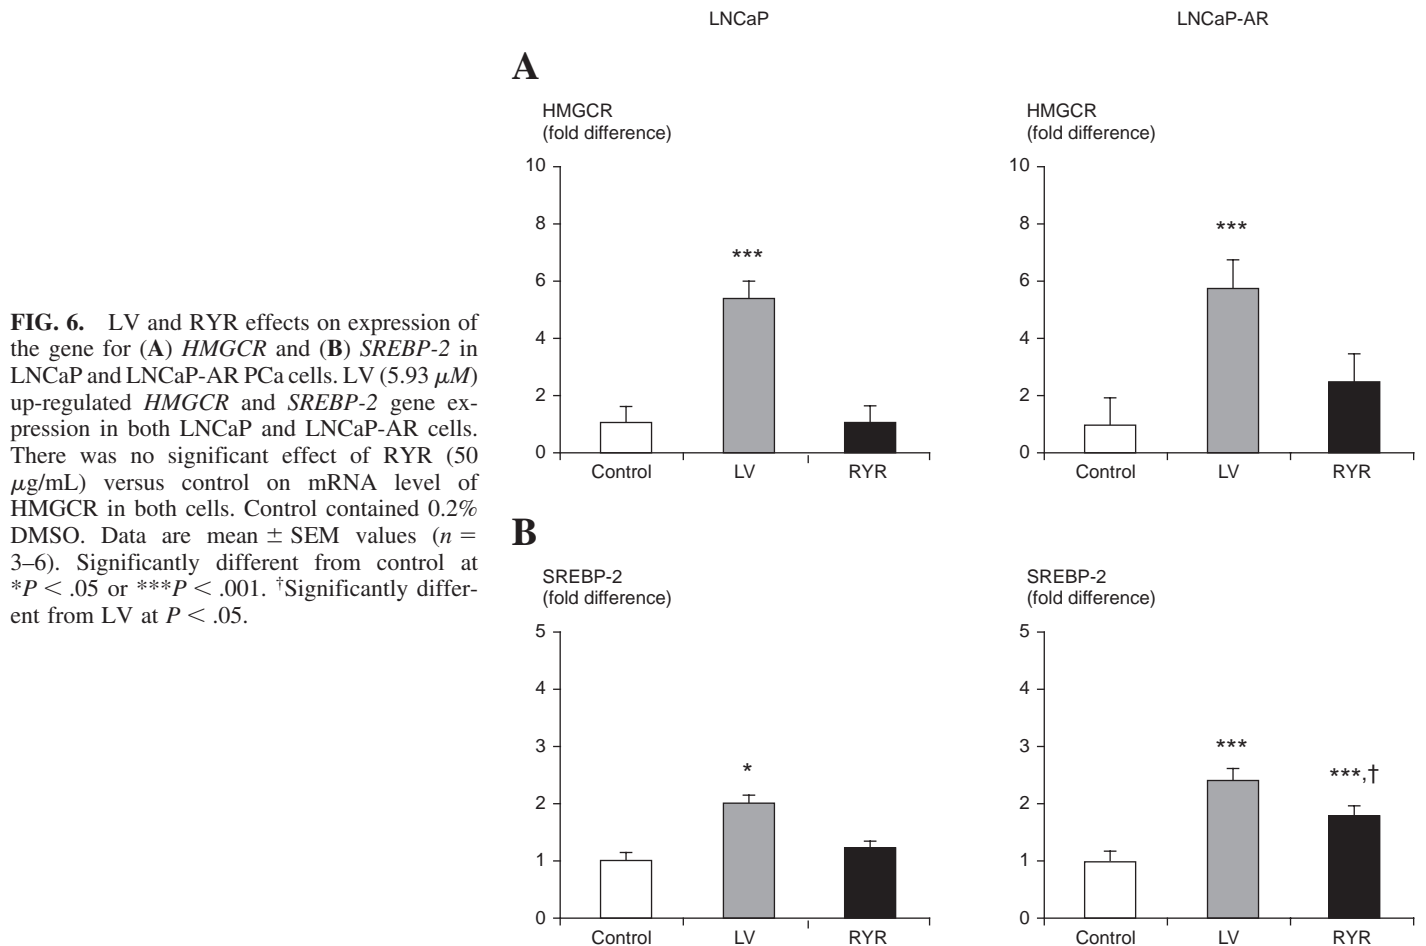 LNCaP
LNCaP-AR
A
HMGCR
(fold difference)
10
8
6
4
2
0
***
Control
LV
RYR
HMGCR
(fold difference)
10
8
6
4
2
0
***
Control
LV
RYR
FIG. 6. LV and RYR effects on expression of
the gene for (A) HMGCR and (B) SREBP-2 in
LNCaP and LNCaP-AR PCa cells. LV (5.93 μM)
up-regulated HMGCR and SREBP-2 gene ex-
pression in both LNCaP and LNCaP-AR cells.
There was no significant effect of RYR (50
μg/mL) versus control on mRNA level of
HMGCR in both cells. Control contained 0.2%
DMSO. Data are mean ± SEM values (n =
3–6). Significantly different from control at
*P < .05 or ***P < .001. †Significantly differ-
ent from LV at P < .05.
B
SREBP-2
(fold difference)
5
4
3
2
1
0
*
Control
LV
RYR
SREBP-2
(fold difference)
5
4
3
2
1
0
***
***,†
Control
LV
RYR